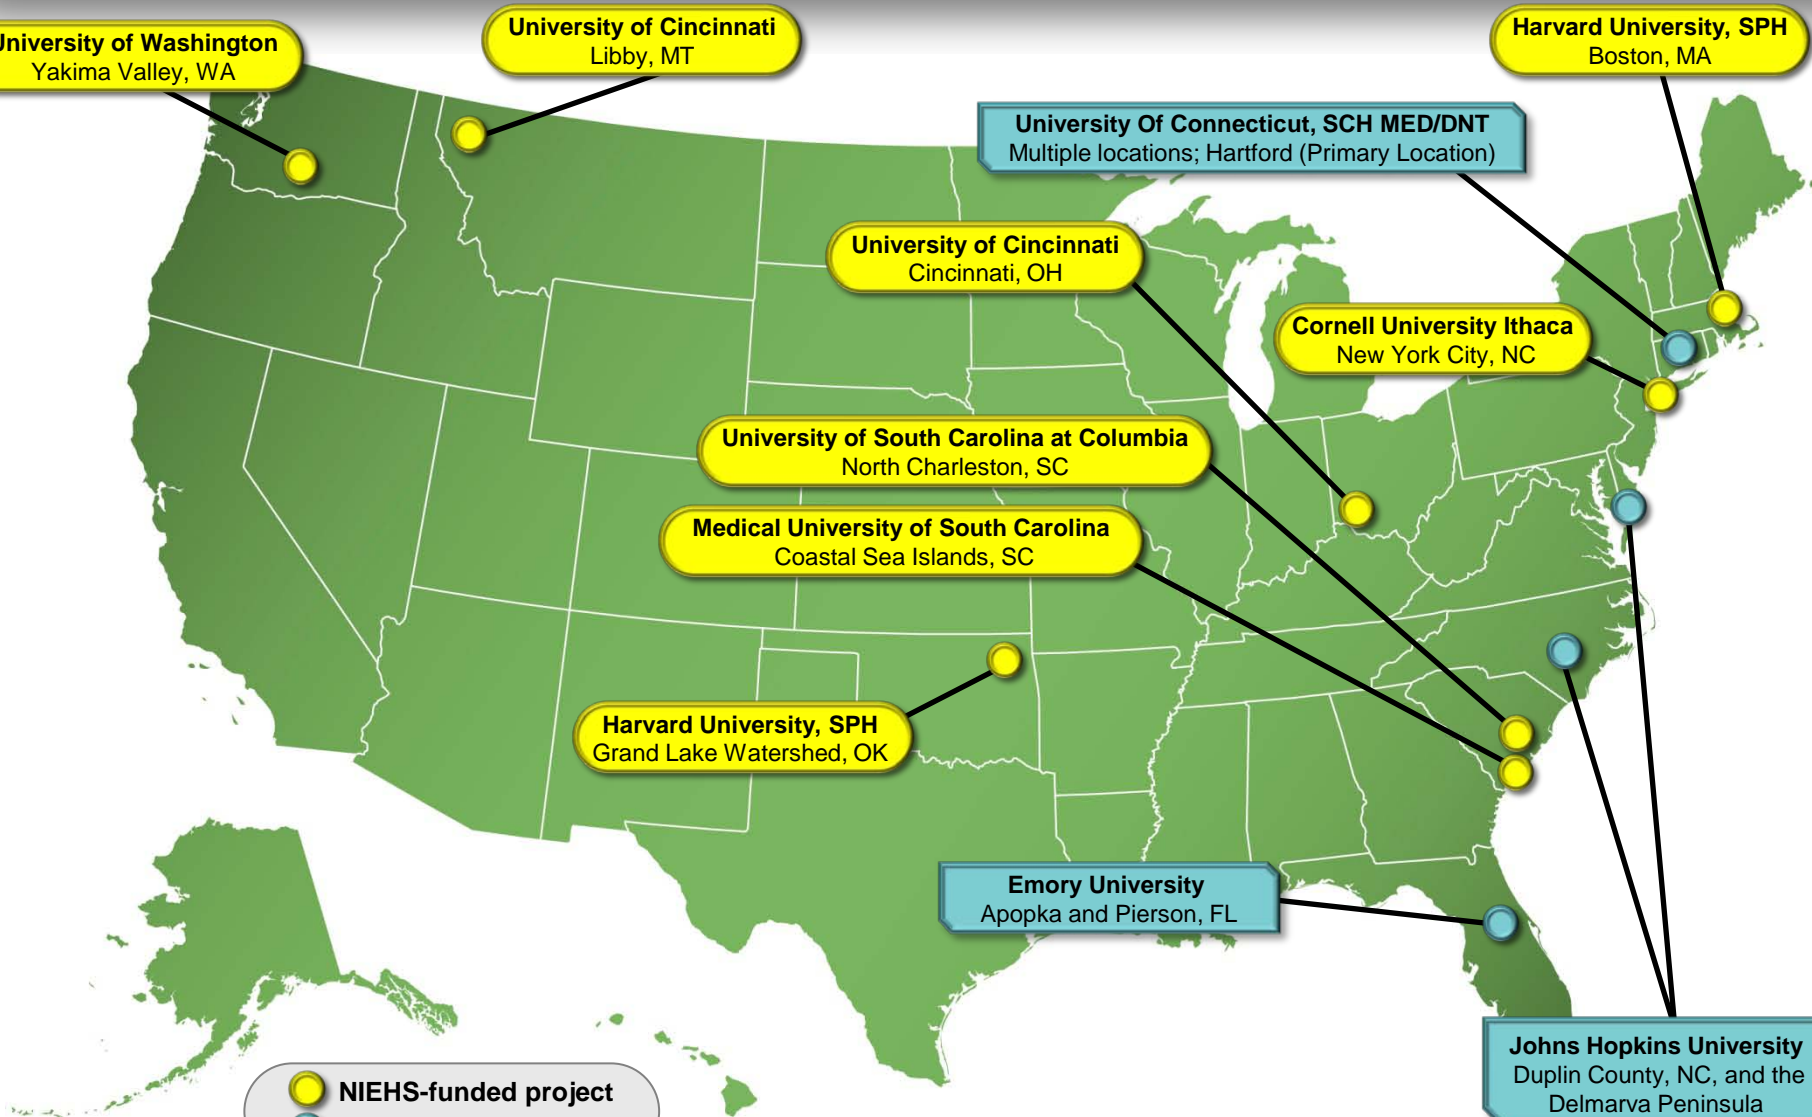 University of Washington
Yakima Valley, WA
University of Cincinnati
Libby, MT
Harvard University, SPH
Boston, MA
University Of Connecticut, SCH MED/DNT
Multiple locations; Hartford (Primary Location)
University of Cincinnati
Cincinnati, OH
Cornell University Ithaca
New York City, NC
University of South Carolina at Columbia
North Charleston, SC
Medical University of South Carolina
Coastal Sea Islands, SC
Harvard University, SPH
Grand Lake Watershed, OK
Emory University
Apopka and Pierson, FL
Johns Hopkins University
Duplin County, NC, and the
Delmarva Peninsula
NIEHS-funded project